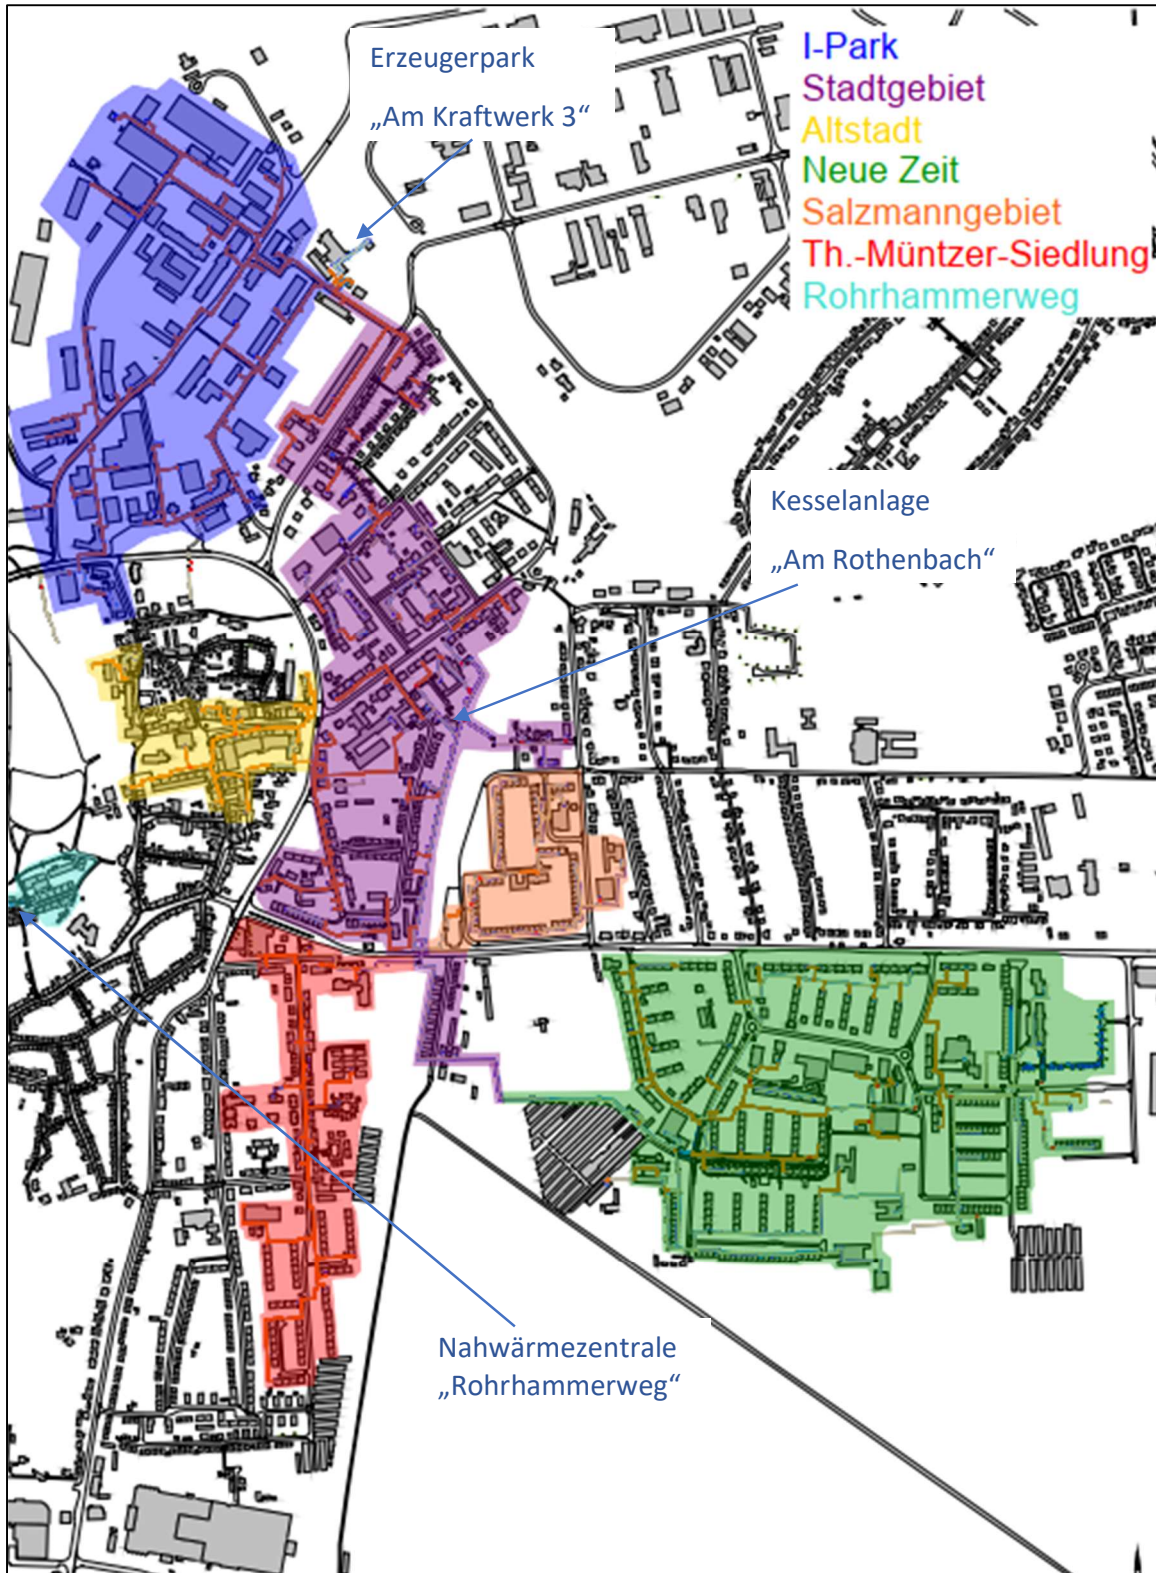 Erzeugerpark
„Am Kraftwerk 3“
I-Park
Stadtgebiet
Altstadt
Neue Zeit
Salzmanngebiet
Th.-Müntzer-Siedlung
Rohrhammerweg
Kesselanlage
„Am Rothenbach“
Nahwärmezentrale
„Rohrhammerweg“